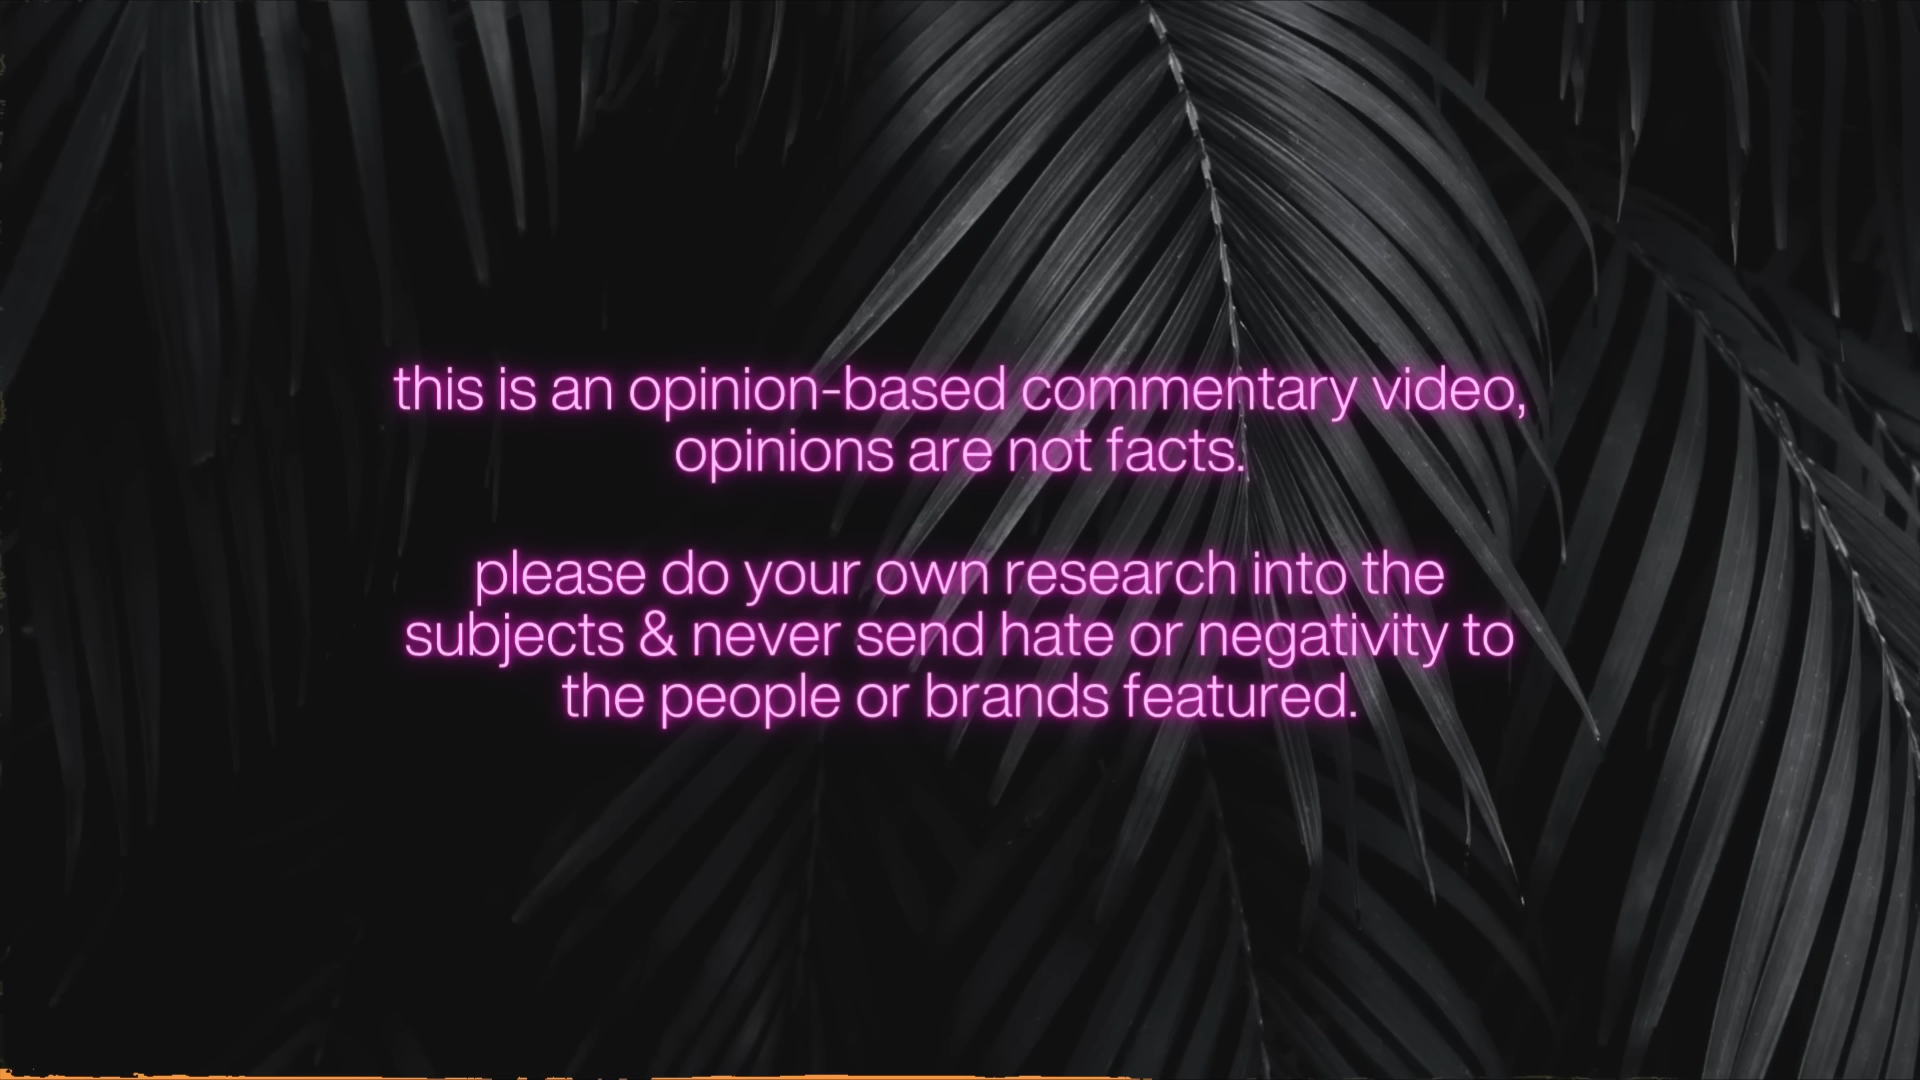 this is an opinion-based commentary video,
opinions are not facts.
please do your own research into the
subjects & never send hate or negativity to
the people or brands featured.